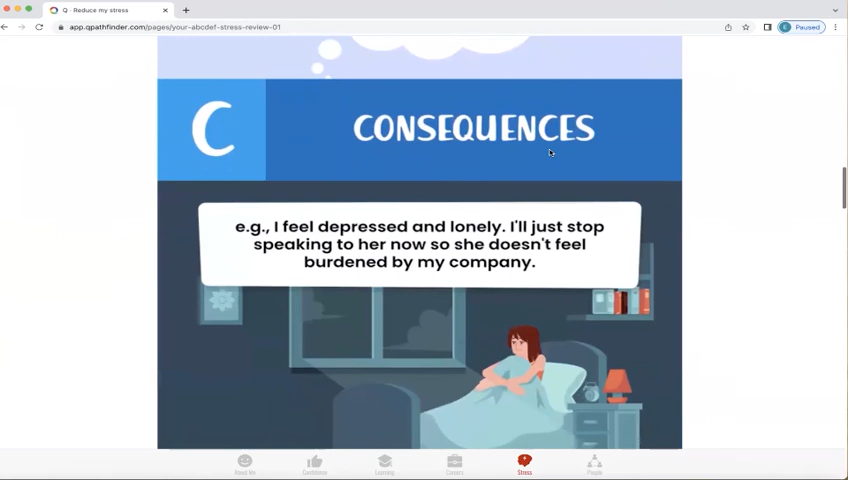 Q · Reduce my stress
app.qpathfinder.com/pages/your-abcdef-stress-review-01
E
Paused
C
CONSEQUENCES
e.g., I feel depressed and lonely. I'll just stop
speaking to her now so she doesn't feel
burdened by my company.
About Me
Confidence
Learning
Careers
Stress
People